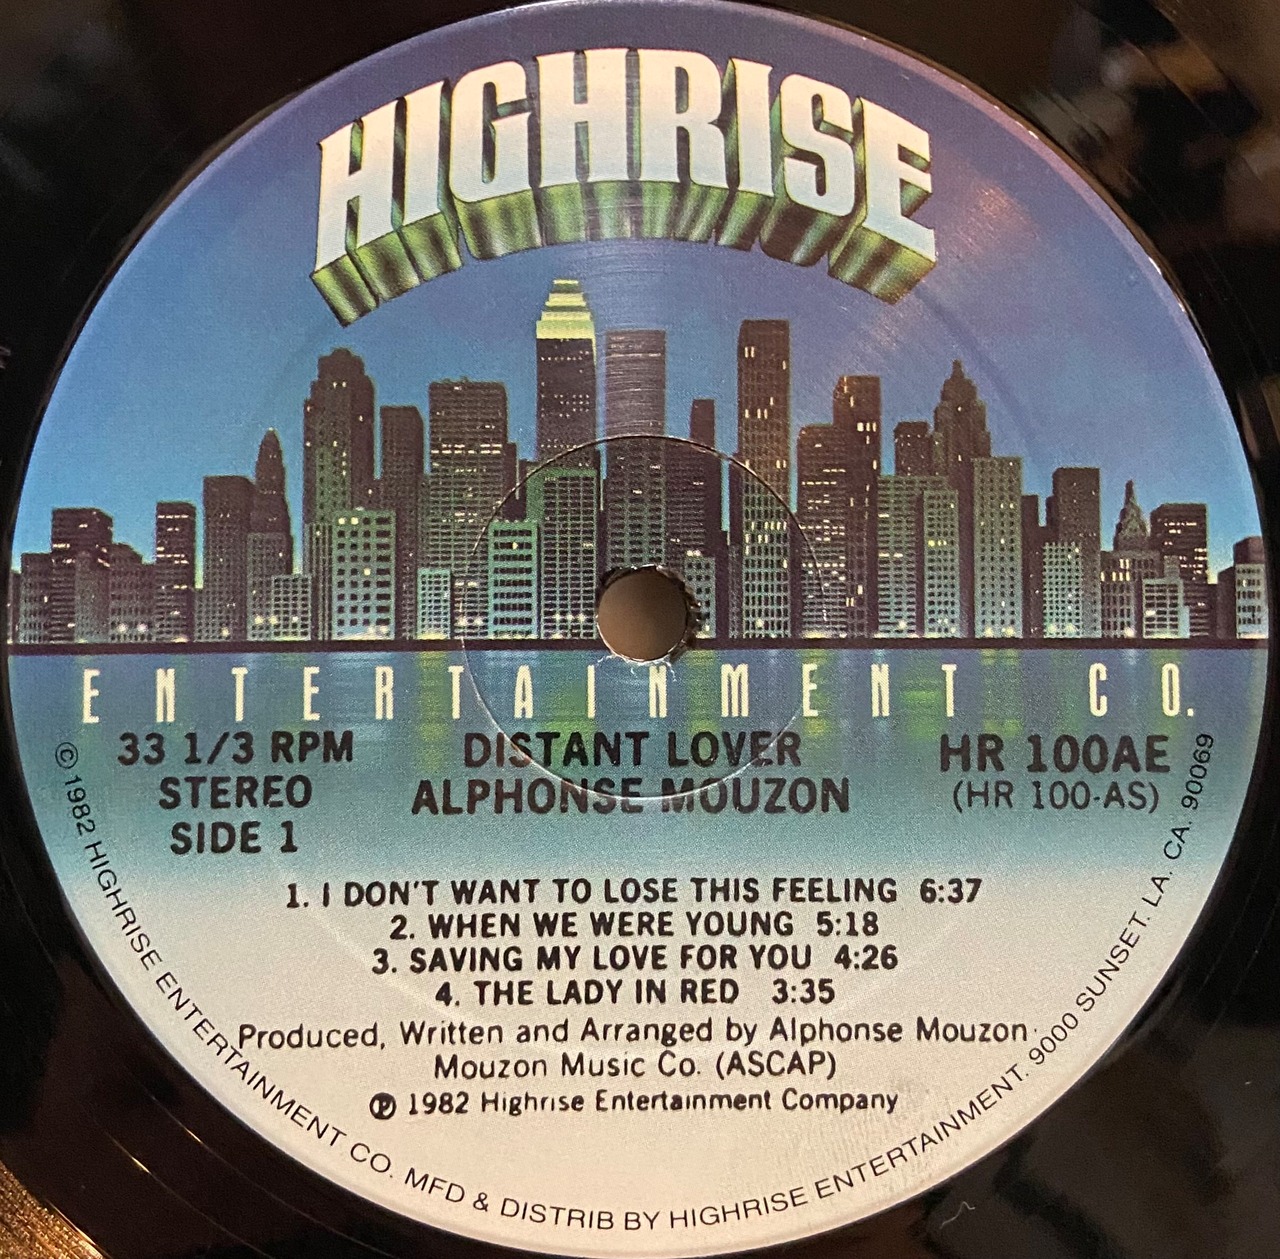 HIGHRISE
ENTERTAINMENT CO.
33 1/3 RPM
STEREO
SIDE 1
DISTANT LOVER
ALPHONSE MOUZON
HR 100AE
(HR 100-AS)
1. I DON'T WANT TO LOSE THIS FEELING 6:37
2. WHEN WE WERE YOUNG 5:18
3. SAVING MY LOVE FOR YOU 4:26
4. THE LADY IN RED 3:35
Produced, Written and Arranged by Alphonse Mouzon
Mouzon Music Co. (ASCAP)
℗ 1982 Highrise Entertainment Company
©1982 HIGHRISE ENTERTAINMENT CO. MFD & DISTRIB BY HIGHRISE ENTERTAINMENT. 9000 SUNSET. LA. CA. 90069